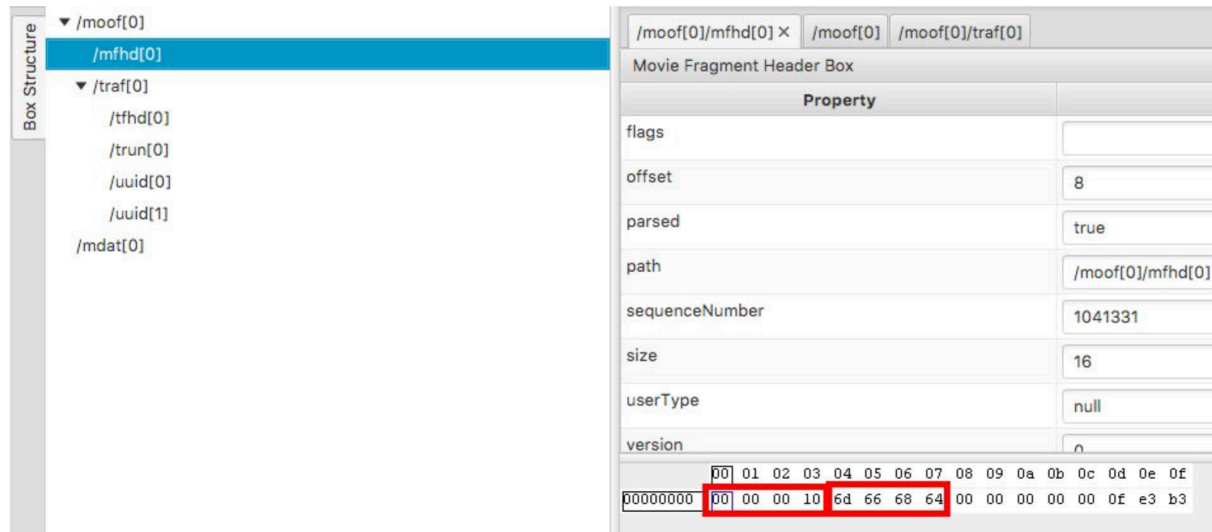 Box Structure
▼ /moof[0]
/mfhd[0]
▼ /traf[0]
/tfhd[0]
/trun[0]
/uuid[0]
/uuid[1]
/mdat[0]
/moof[0]/mfhd[0] × /moof[0] /moof[0]/traf[0]
Movie Fragment Header Box
Property
flags
offset 8
parsed true
path /moof[0]/mfhd[0]
sequenceNumber 1041331
size 16
userType null
version 0
00 01 02 03 04 05 06 07 08 09 0a 0b 0c 0d 0e 0f
00000000 00 00 00 10 6d 66 68 64 00 00 00 00 00 0f e3 b3